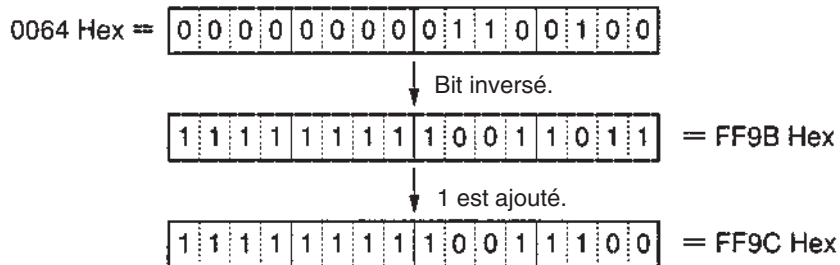 0064 Hex = 0 0 0 0 0 0 0 0 0 1 1 0 0 1 0 0
Bit inversé.
1 1 1 1 1 1 1 1 1 0 0 1 1 0 1 1 = FF9B Hex
1 est ajouté.
1 1 1 1 1 1 1 1 1 0 0 1 1 1 0 0 = FF9C Hex